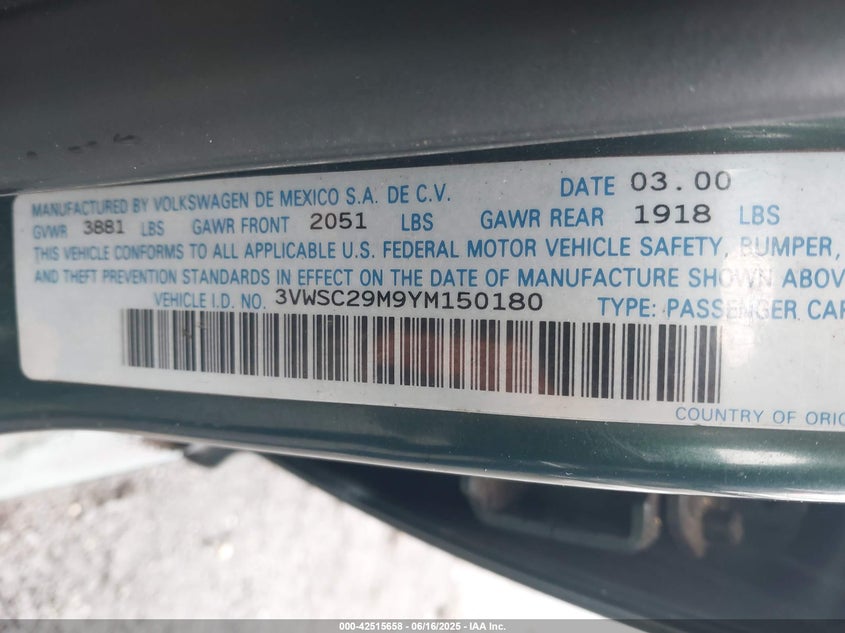 MANUFACTURED BY VOLKSWAGEN DE MEXICO S.A. DE C.V. DATE 03.00
GVWR 3881 LBS GAWR FRONT 2051 LBS GAWR REAR 1918 LBS
THIS VEHICLE CONFORMS TO ALL APPLICABLE U.S. FEDERAL MOTOR VEHICLE SAFETY, BUMPER,
AND THEFT PREVENTION STANDARDS IN EFFECT ON THE DATE OF MANUFACTURE SHOWN ABOV
VEHICLE I.D. NO. 3VWSC29M9YM150180 TYPE: PASSENGER CAR
COUNTRY OF ORIG
000-42515658 - 06/16/2025 - IAA Inc.